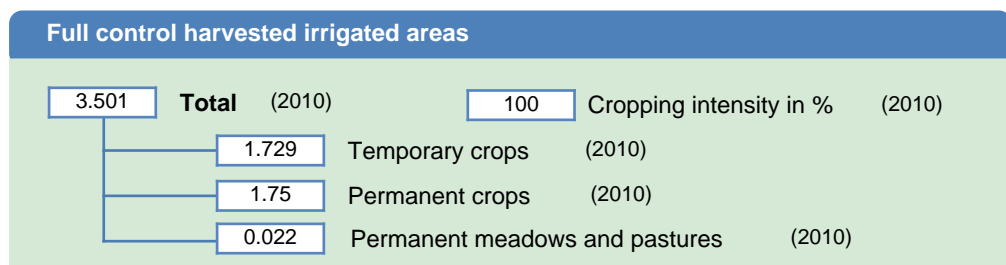 Full control harvested irrigated areas
3.501 Total (2010) 100 Cropping intensity in % (2010)
1.729 Temporary crops (2010)
1.75 Permanent crops (2010)
0.022 Permanent meadows and pastures (2010)